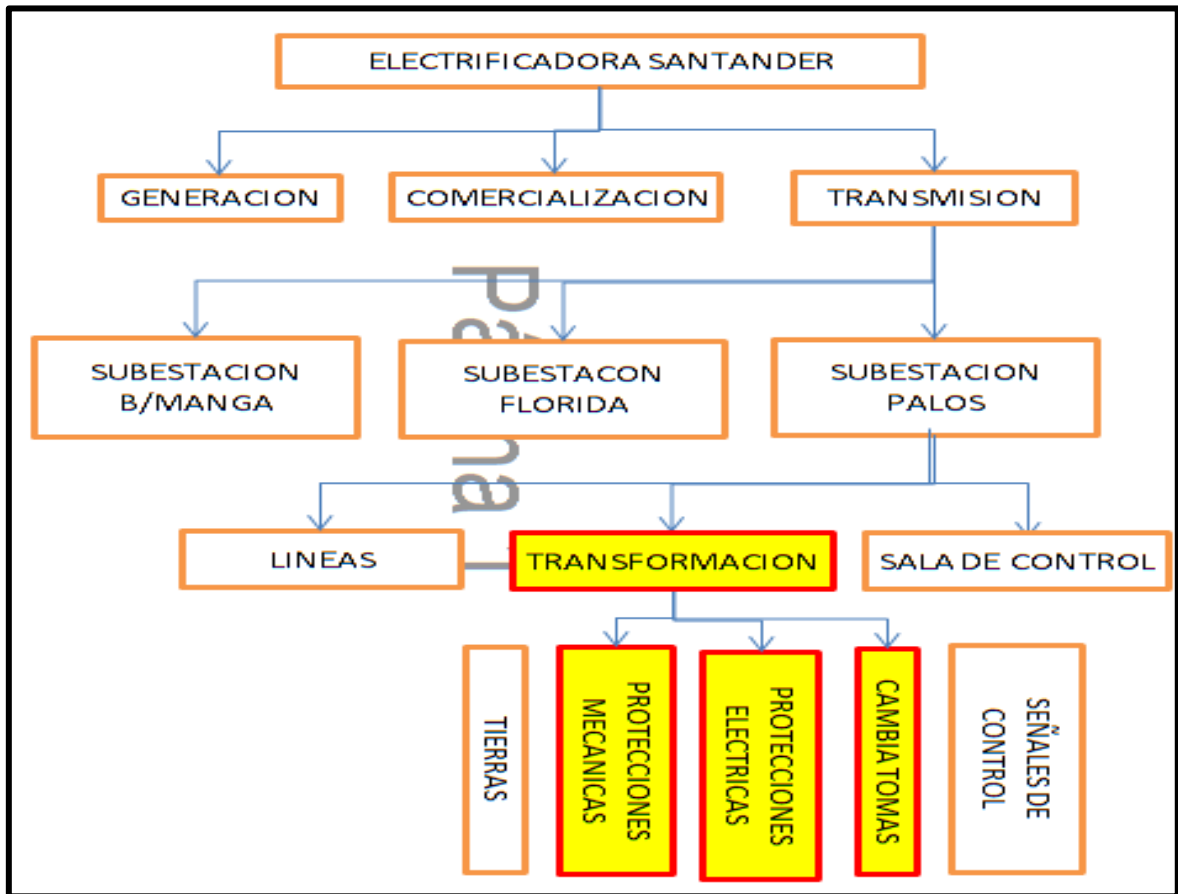 ELECTRIFICADORA SANTANDER
GENERACION
COMERCIALIZACION
TRANSMISION
SUBESTACION
B/MANGA
SUBESTACON
FLORIDA
SUBESTACION
PALOS
LINEAS
TRANSFORMACION
SALA DE CONTROL
TIERRAS
PROTECCIONES
MECANICAS
PROTECCIONES
ELECTRICAS
CAMBIA TOMAS
SEÑALES DE
CONTROL